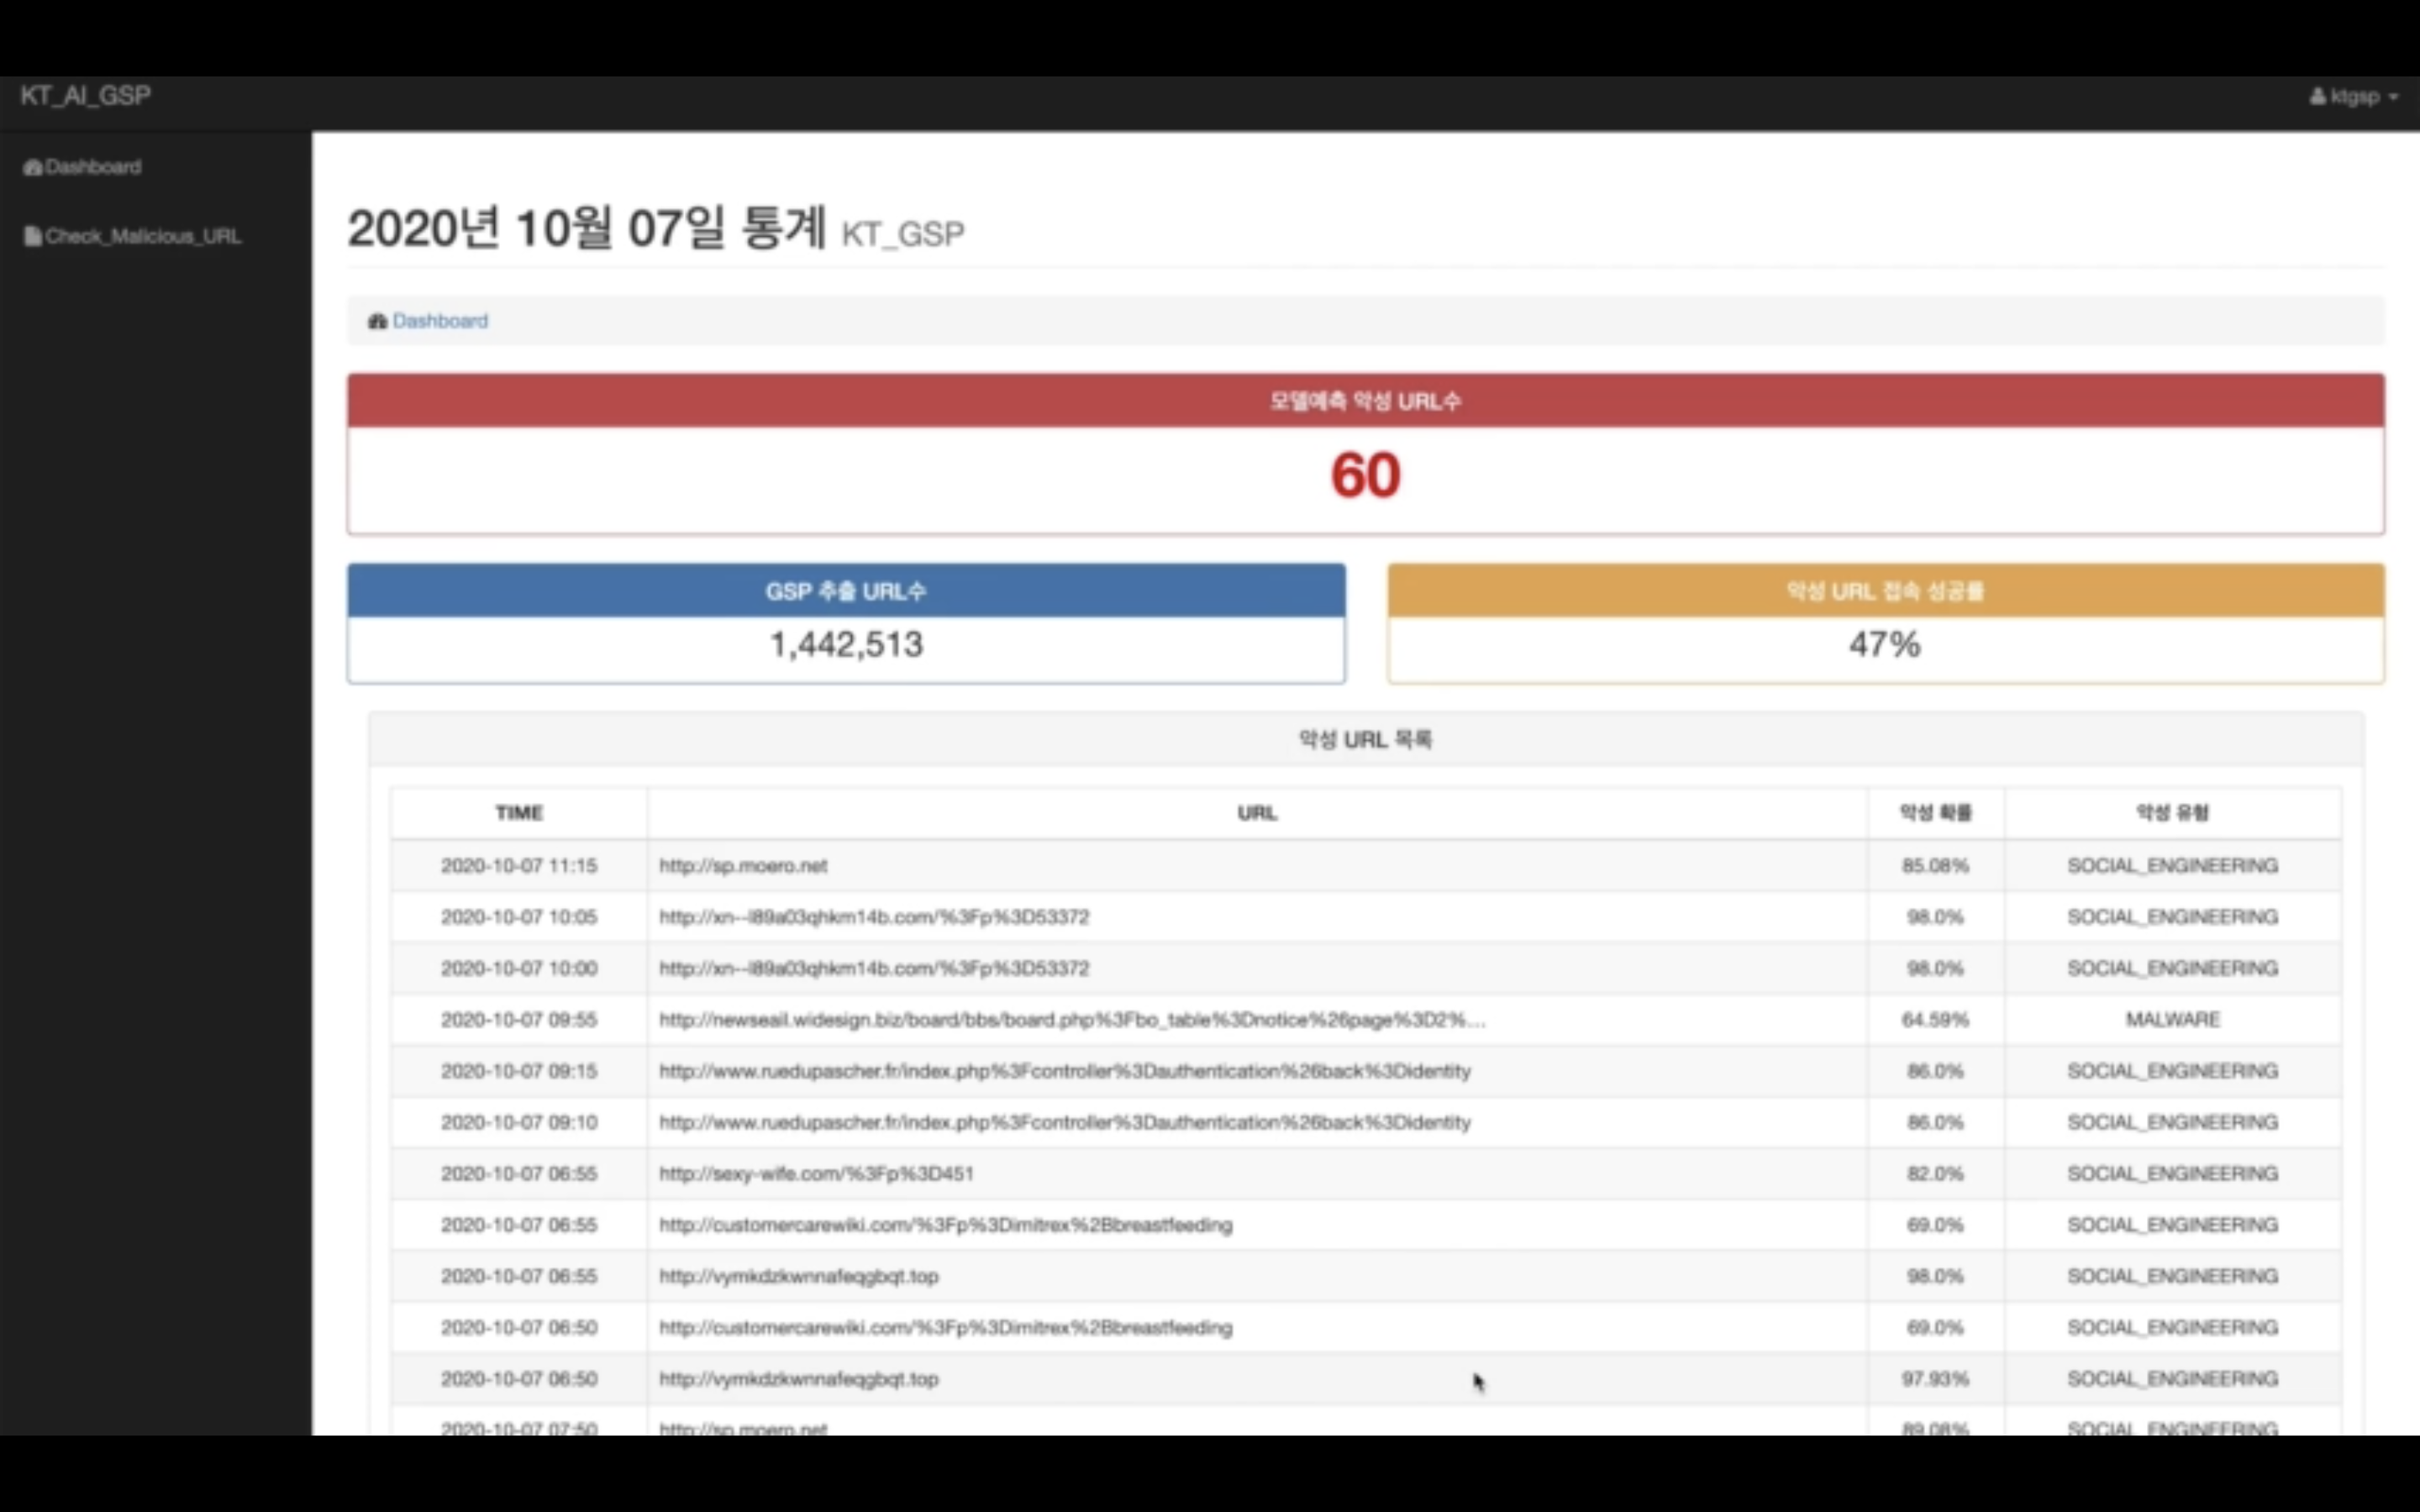 KT_AI_GSP
ktgsp
Dashboard
Check_Malicious_URL
2020년 10월 07일 통계 KT_GSP
Dashboard
모델예측 악성 URL수
60
GSP 추출 URL수
1,442,513
악성 URL 접속 성공률
47%
악성 URL 목록
TIME URL 악성 확률 악성 유형
2020-10-07 11:15 http://sp.moero.net 85.08% SOCIAL_ENGINEERING
2020-10-07 10:05 http://xn--l89a03qhkm14b.com/%3Fp%3D53372 98.0% SOCIAL_ENGINEERING
2020-10-07 10:00 http://xn--l89a03qhkm14b.com/%3Fp%3D53372 98.0% SOCIAL_ENGINEERING
2020-10-07 09:55 http://newseail.widesign.biz/board/bbs/board.php%3Fbo_table%3Dnotice%26page%3D2%... 64.59% MALWARE
2020-10-07 09:15 http://www.ruedupascher.fr/index.php%3Fcontroller%3Dauthentication%26back%3Didentity 86.0% SOCIAL_ENGINEERING
2020-10-07 09:10 http://www.ruedupascher.fr/index.php%3Fcontroller%3Dauthentication%26back%3Didentity 86.0% SOCIAL_ENGINEERING
2020-10-07 06:55 http://sexy-wife.com/%3Fp%3D451 82.0% SOCIAL_ENGINEERING
2020-10-07 06:55 http://customercarewiki.com/%3Fp%3Dimitrex%2Bbreastfeeding 69.0% SOCIAL_ENGINEERING
2020-10-07 06:55 http://vymkdzkwnnafeqgbqt.top 98.0% SOCIAL_ENGINEERING
2020-10-07 06:50 http://customercarewiki.com/%3Fp%3Dimitrex%2Bbreastfeeding 69.0% SOCIAL_ENGINEERING
2020-10-07 06:50 http://vymkdzkwnnafeqgbqt.top 97.93% SOCIAL_ENGINEERING
2020-10-07 07:50 http://sp.moero.net 89.08% SOCIAL_ENGINEERING